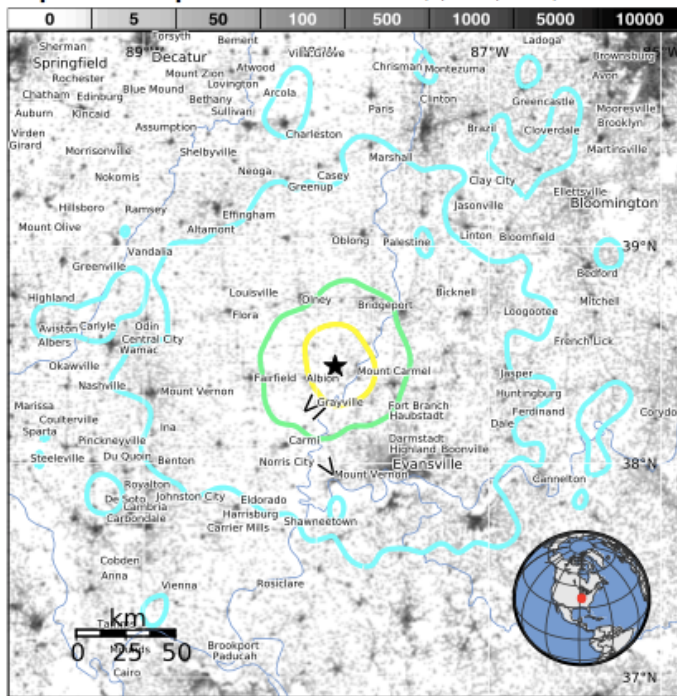 0 5 50 100 500 1000 5000 10000
Forsyth Bement Ladoga
Sherman 89°W Villa Grove 87°W
Springfield Decatur Atwood Chrisman Montezuma Brownsburg
Rochester Mount Zion Avon
Chatham Edinburg Blue Mound Lovington Arcola Clinton Greencastle Mooresville
Bethany
Auburn Kincaid Sullivan Paris Brooklyn
Virden Assumption Charleston Brazil Cloverdale
Girard Morrisonville Shelbyville Marshall Martinsville
Nokomis Neoga Casey Clay City
Greenup Ellettsville
Hillsboro Ramsey Effingham Jasonville Bloomington
Mount Olive Altamont Oblong Palestine Linton Bloomfield 39°N
Vandalia
Greenville Bedford
Highland Louisville Olney Bridgeport Bicknell Mitchell
Flora Loogootee
Aviston Carlyle Odin
Albers Central City French Lick
Wamac
Okawville Fairfield Albion Mount Carmel Jasper
Nashville Mount Vernon Huntingburg
Marissa Grayville Fort Branch Ferdinand Corydo
Coulterville Ina Haubstadt Dale
Sparta Pinckneyville Carmi Darmstadt
Steeleville Du Quoin Benton Norris City Highland Boonville 38°N
Evansville
Royalton Mount Vernon Cannelton
De Soto Johnston City Eldorado
Cambria Harrisburg Shawneetown
Carbondale Carrier Mills
Cobden
Anna Vienna Rosiclare
km
0 25 50
Mounds Brookport
Paducah
Cairo 37°N